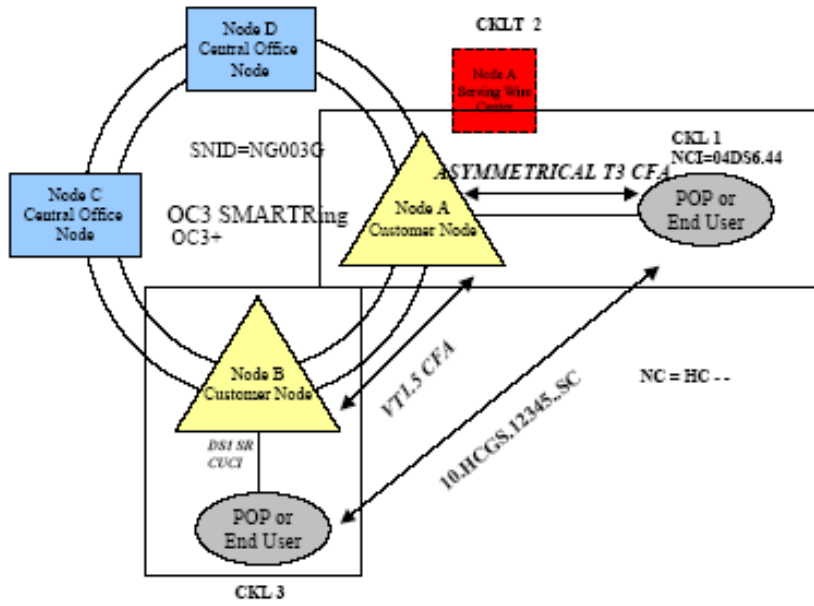 Node D
Central Office
Node
CKLT 2
Node A
Serving Wire
Center
CKL 1
NCI=04DS6.44
SNID=NG003G
ASYMMETRICAL T3 CFA
Node C
Central Office
Node
POP or
End User
OC3 SMARTRing
OC3+
Node A
Customer Node
Node B
Customer Node
VT1.5 CFA
NC = HC - -
10.HCGS.12345,,SC
DS1 SR
CUCI
POP or
End User
CKL 3